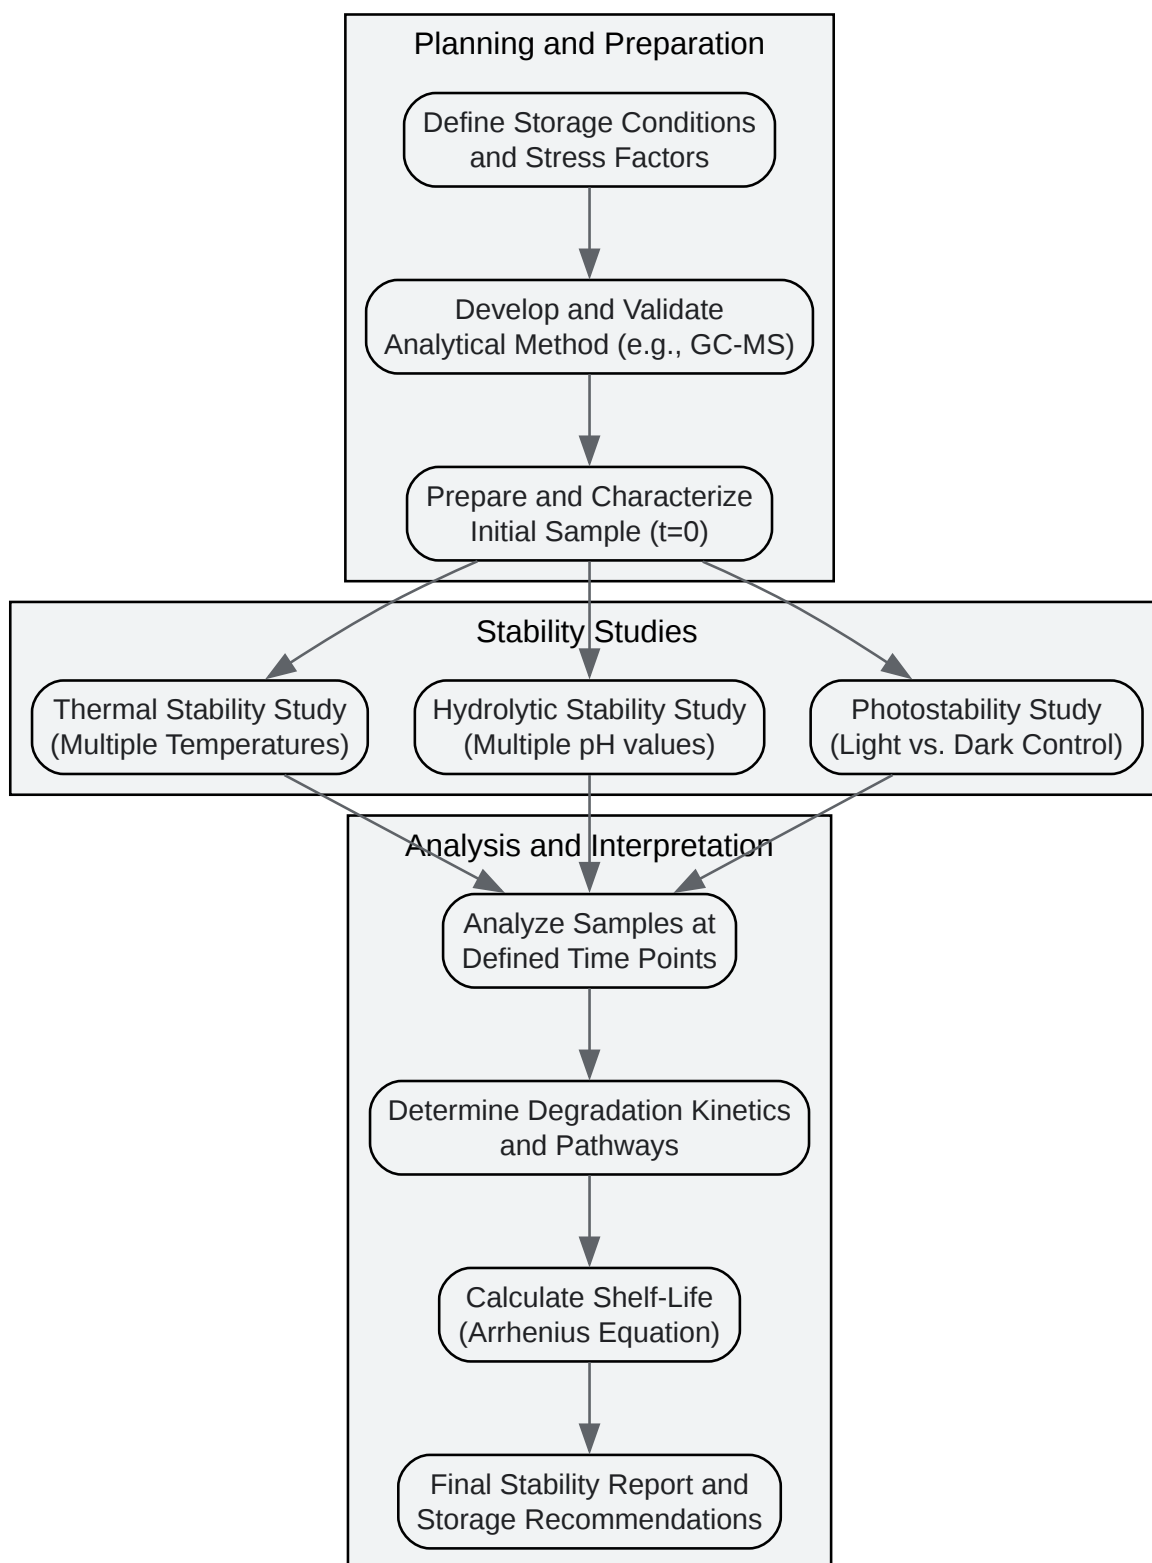 Planning and Preparation
Define Storage Conditions
and Stress Factors
Develop and Validate
Analytical Method (e.g., GC-MS)
Prepare and Characterize
Initial Sample (t=0)
Stability Studies
Thermal Stability Study
(Multiple Temperatures)
Hydrolytic Stability Study
(Multiple pH values)
Photostability Study
(Light vs. Dark Control)
Analysis and Interpretation
Analyze Samples at
Defined Time Points
Determine Degradation Kinetics
and Pathways
Calculate Shelf-Life
(Arrhenius Equation)
Final Stability Report and
Storage Recommendations